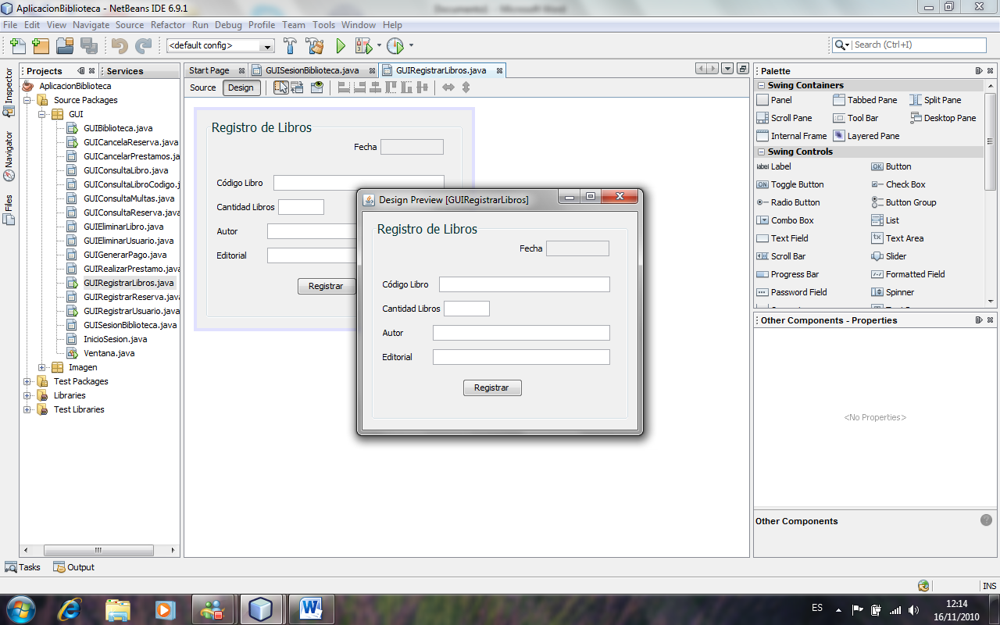 AplicacionBiblioteca - NetBeans IDE 6.9.1
Document1 - Microsoft Word
File Edit View Navigate Source Refactor Run Debug Profile Team Tools Window Help
<default config>
Search (Ctrl+I)
Projects
Services
Start Page
GUISesionBiblioteca.java
GUIRegistrarLibros.java
Source
Design
Inspector
Navigator
Files
AplicacionBiblioteca
Source Packages
GUI
GUIBiblioteca.java
GUICancelaReserva.java
GUICancelarPrestamos.java
GUIConsultaLibro.java
GUIConsultaLibroCodigo.j
GUIConsultaMultas.java
GUIConsultaReserva.java
GUIEliminarLibro.java
GUIEliminarUsuario.java
GUIGenerarPago.java
GUIRealizarPrestamo.java
GUIRegistrarLibros.java
GUIRegistrarReserva.java
GUIRegistrarUsuario.java
GUISesionBiblioteca.java
InicioSesion.java
Ventana.java
Imagen
Test Packages
Libraries
Test Libraries
Registro de Libros
Fecha
Código Libro
Cantidad Libros
Autor
Editorial
Registrar
Design Preview [GUIRegistrarLibros]
Registro de Libros
Fecha
Código Libro
Cantidad Libros
Autor
Editorial
Registrar
Palette
Swing Containers
Panel Tabbed Pane Split Pane
Scroll Pane Tool Bar Desktop Pane
Internal Frame Layered Pane
Swing Controls
label Label OK Button
ON Toggle Button Check Box
Radio Button Button Group
Combo Box List
Text Field Text Area
Scroll Bar Slider
Progress Bar Formatted Field
Password Field Spinner
Other Components - Properties
<No Properties>
Other Components
Tasks Output
INS
ES
12:14
16/11/2010